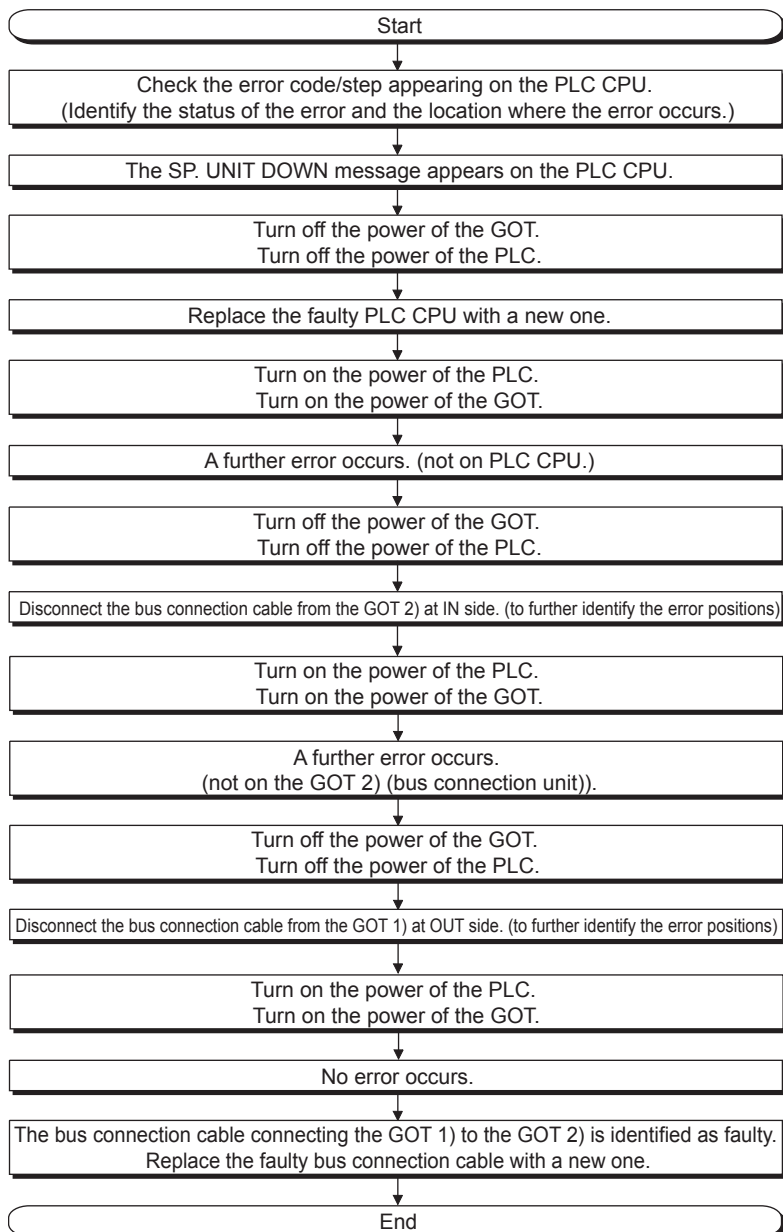 Start
Check the error code/step appearing on the PLC CPU.
(Identify the status of the error and the location where the error occurs.)
The SP. UNIT DOWN message appears on the PLC CPU.
Turn off the power of the GOT.
Turn off the power of the PLC.
Replace the faulty PLC CPU with a new one.
Turn on the power of the PLC.
Turn on the power of the GOT.
A further error occurs. (not on PLC CPU.)
Turn off the power of the GOT.
Turn off the power of the PLC.
Disconnect the bus connection cable from the GOT 2) at IN side. (to further identify the error positions)
Turn on the power of the PLC.
Turn on the power of the GOT.
A further error occurs.
(not on the GOT 2) (bus connection unit)).
Turn off the power of the GOT.
Turn off the power of the PLC.
Disconnect the bus connection cable from the GOT 1) at OUT side. (to further identify the error positions)
Turn on the power of the PLC.
Turn on the power of the GOT.
No error occurs.
The bus connection cable connecting the GOT 1) to the GOT 2) is identified as faulty.
Replace the faulty bus connection cable with a new one.
End